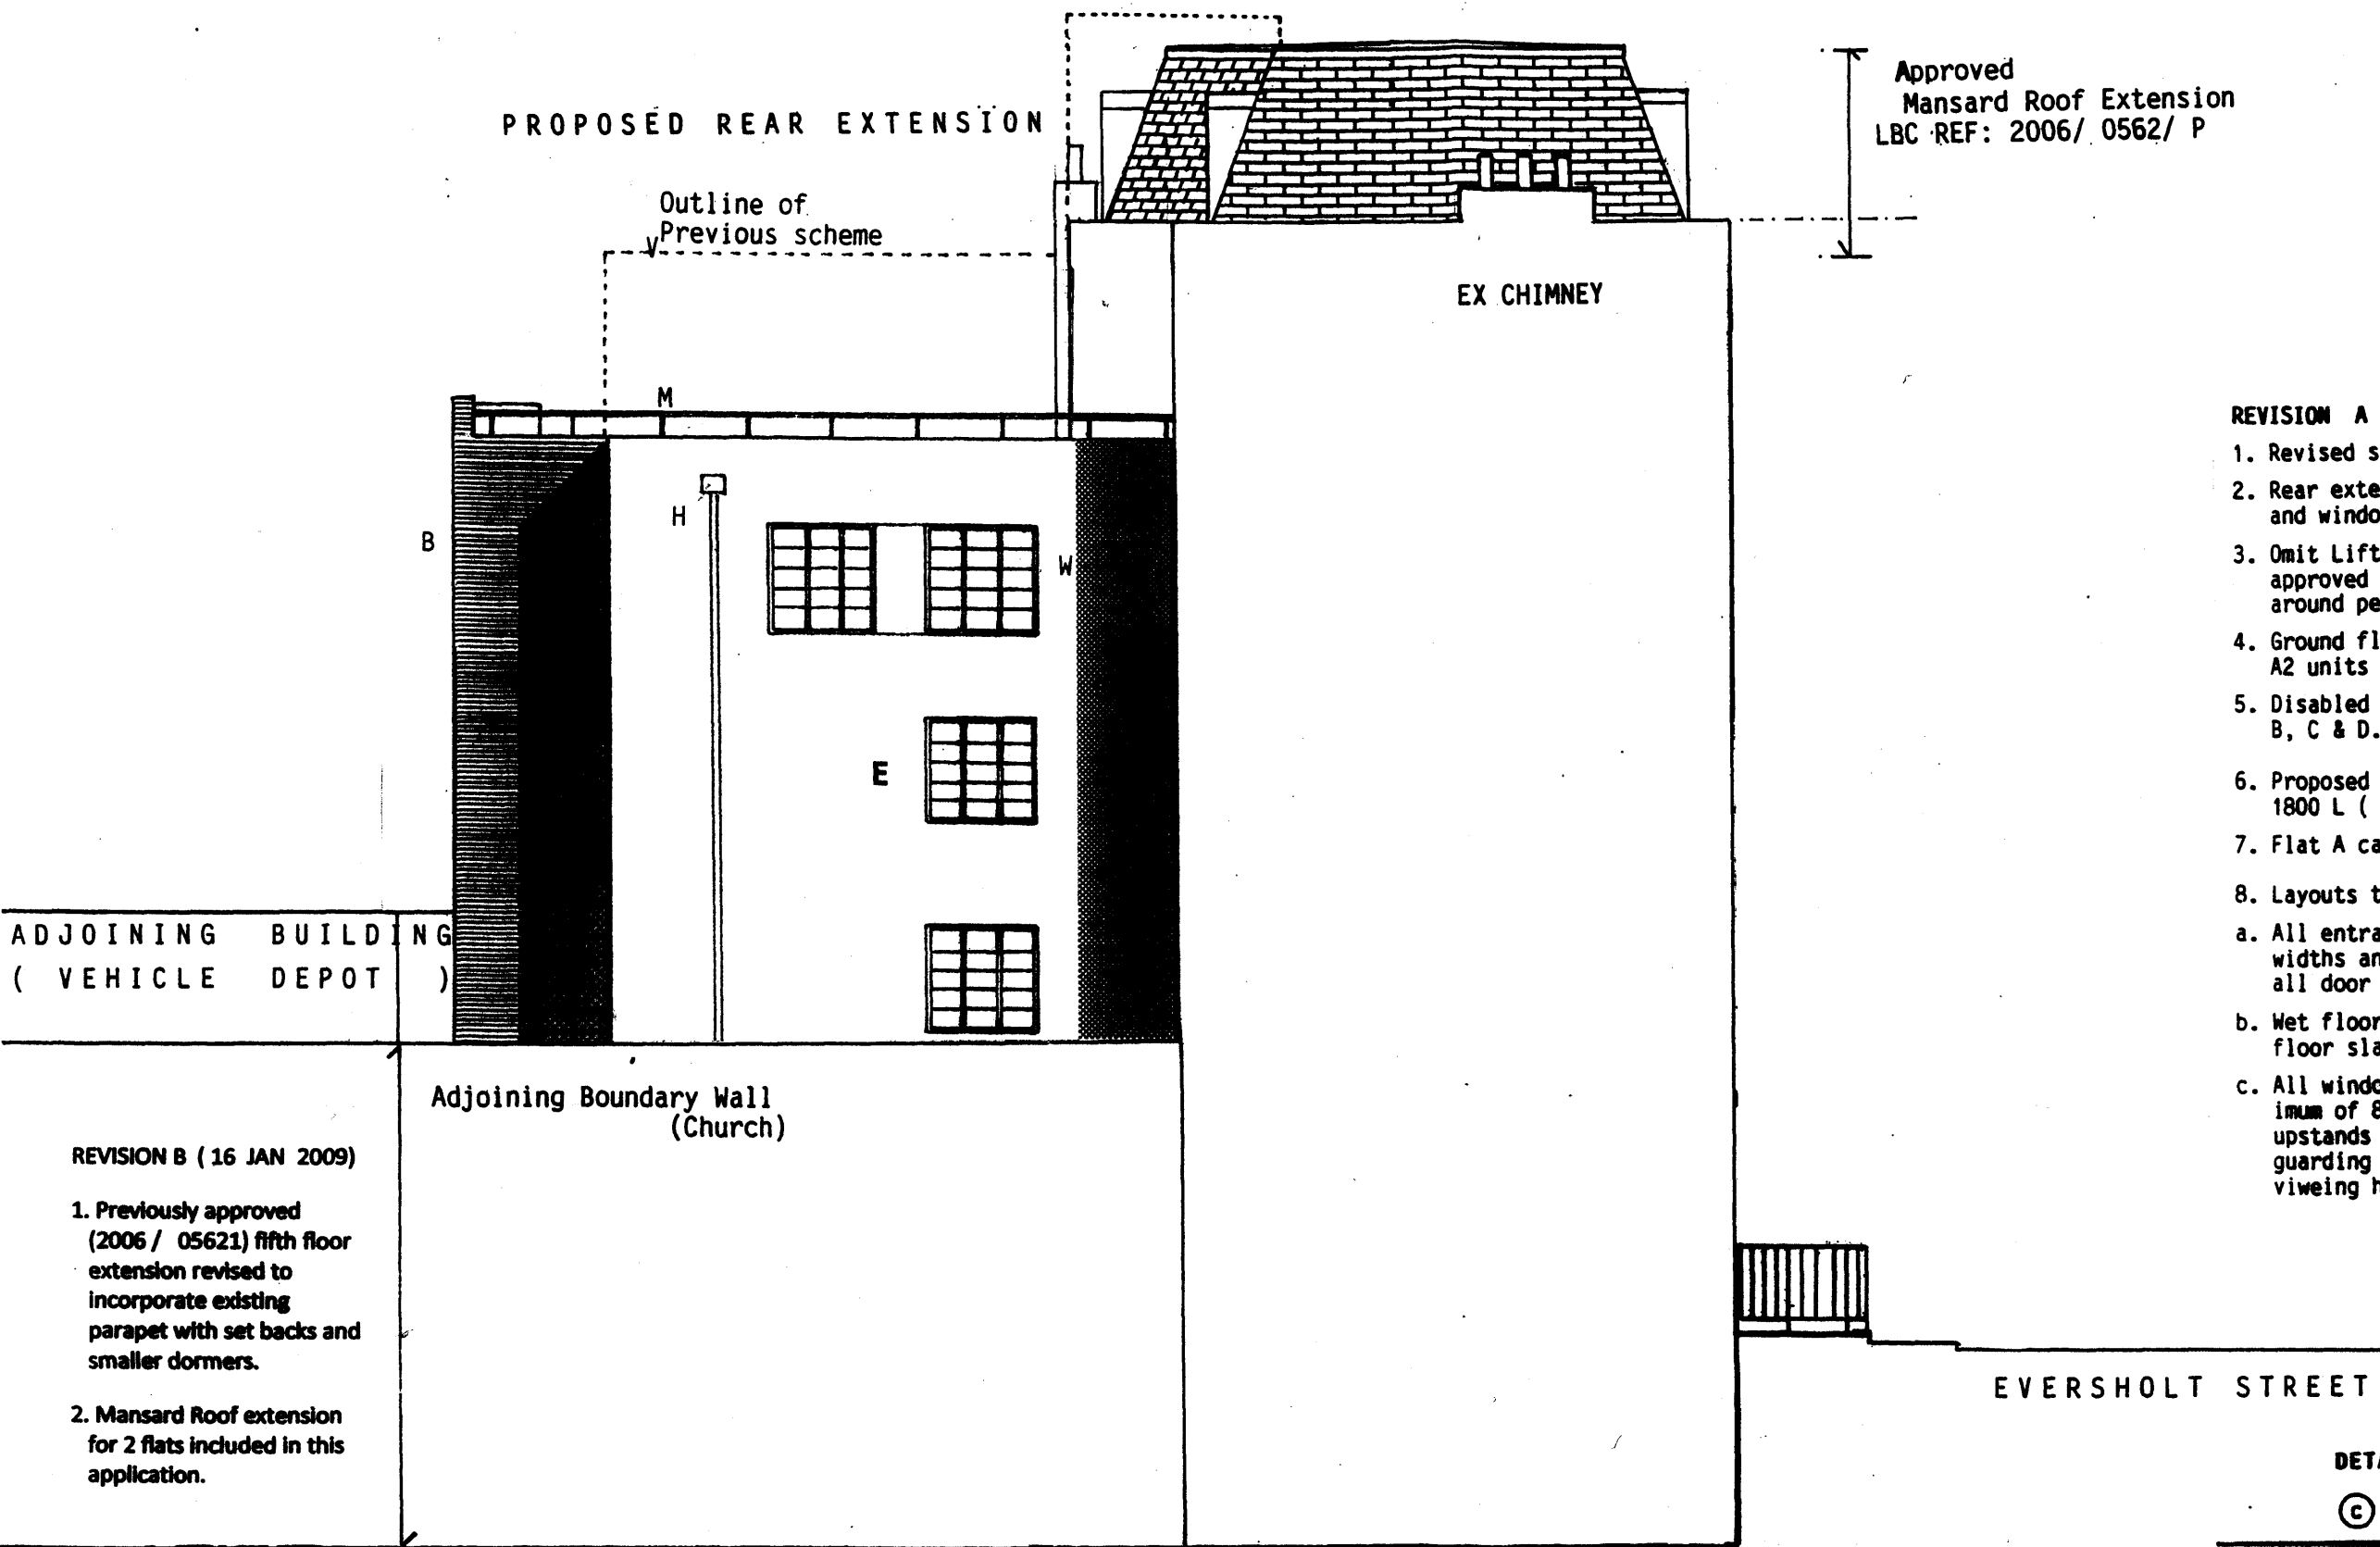 PROPOSED REAR EXTENSION
Approved
Mansard Roof Extension
LBC REF: 2006/ 0562/ P
Outline of
Previous scheme
EX CHIMNEY
M
H
B
W
E
ADJOINING BUILDING
( VEHICLE DEPOT )
Adjoining Boundary Wall
(Church)
REVISION B ( 16 JAN 2009)
1. Previously approved
(2006 / 05621) fifth floor
extension revised to
incorporate existing
parapet with set backs and
smaller dormers.
2. Mansard Roof extension
for 2 flats included in this
application.
REVISION A
1. Revised s
2. Rear exte
and windo
3. Omit Lift
approved
around pe
4. Ground fl
A2 units
5. Disabled
B, C & D.
6. Proposed
1800 L (
7. Flat A ca
8. Layouts t
a. All entra
widths an
all door
b. Wet floor
floor sla
c. All windo
imum of 8
upstands
guarding
viweing h
EVERSHOLT STREET
DETA
©